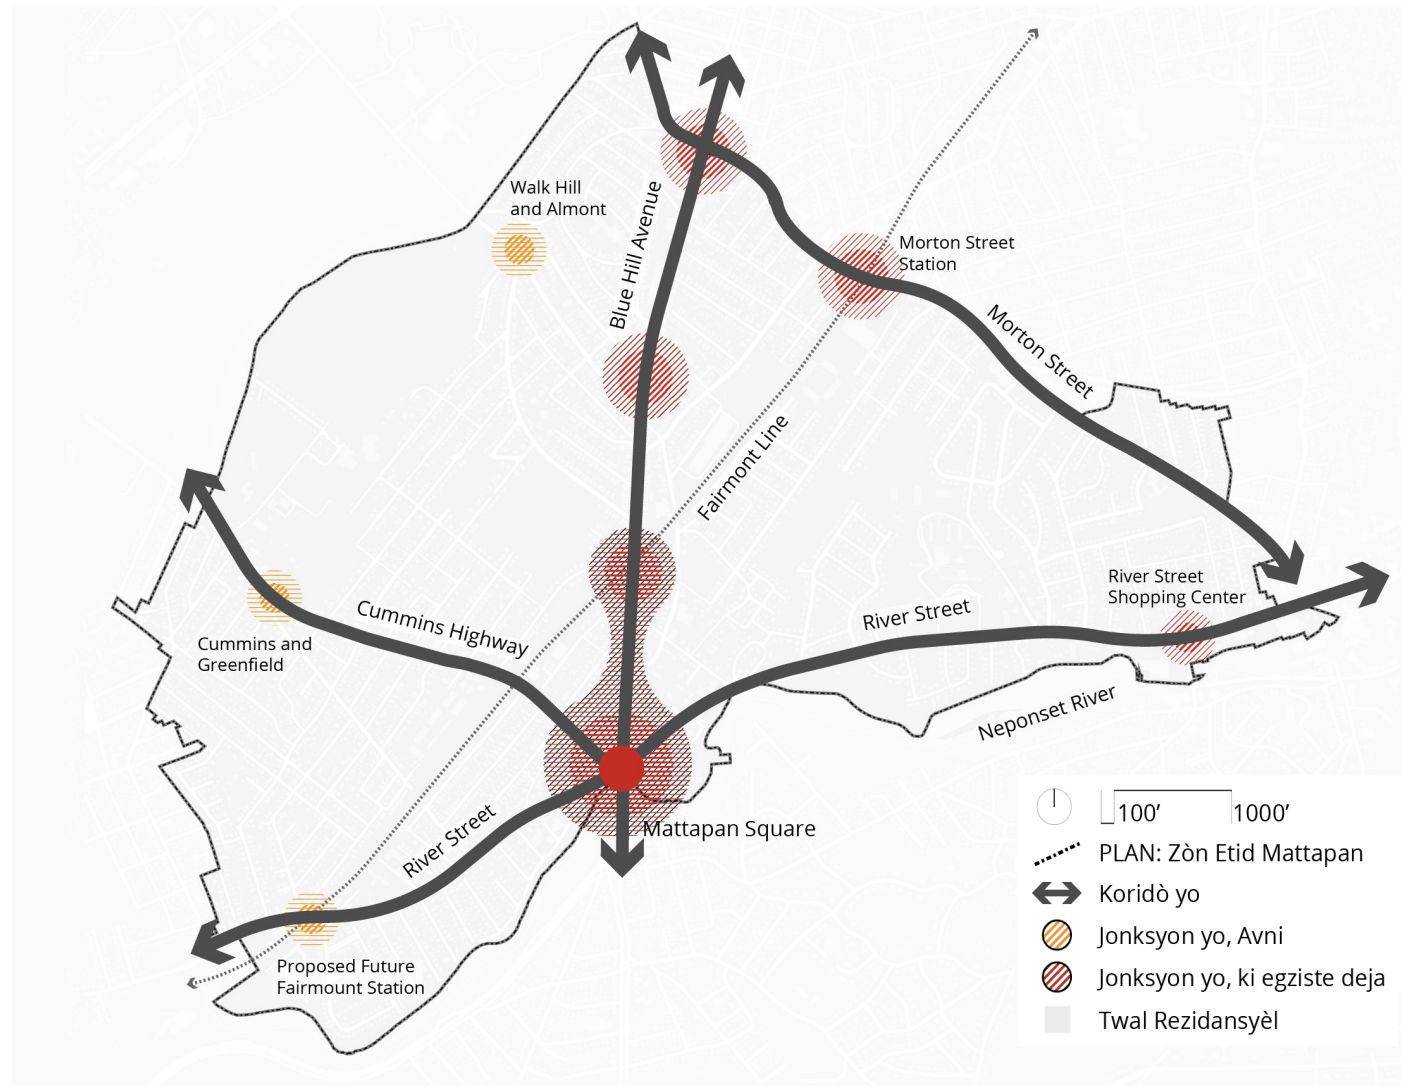 Walk Hill
and Almont
Blue Hill Avenue
Morton Street
Station
Morton Street
Fairmont Line
River Street
Shopping Center
River Street
Cummins Highway
Cummins and
Greenfield
Neponset River
Mattapan Square
River Street
Proposed Future
Fairmount Station
100’
1000’
PLAN: Zòn Etid Mattapan
Koridò yo
Jonksyon yo, Avni
Jonksyon yo, ki egziste deja
Twal Rezidansyèl